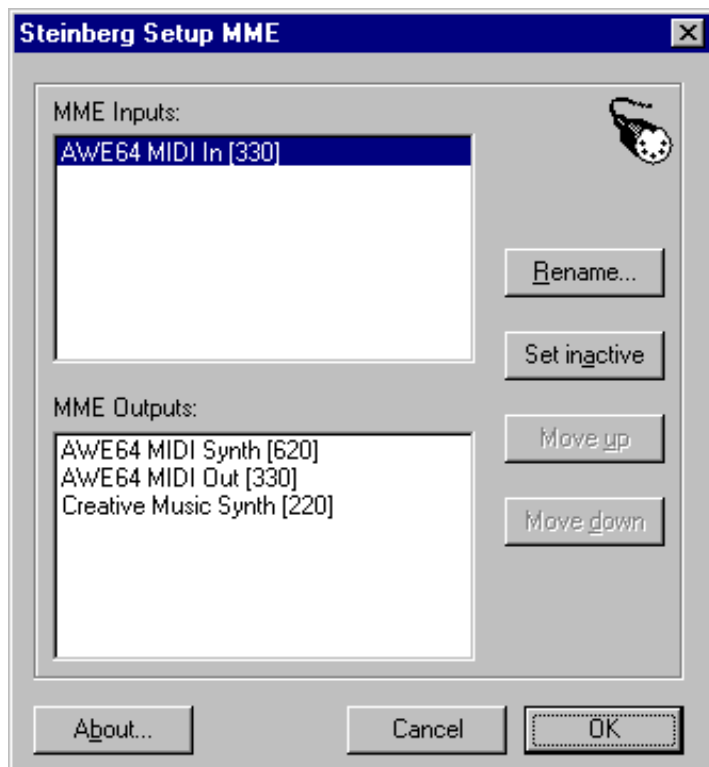 Steinberg Setup MME
MME Inputs:
AWE64 MIDI In [330]
Rename...
Set inactive
MME Outputs:
AWE64 MIDI Synth [620]
AWE64 MIDI Out [330]
Creative Music Synth [220]
Move up
Move down
About...
Cancel
OK